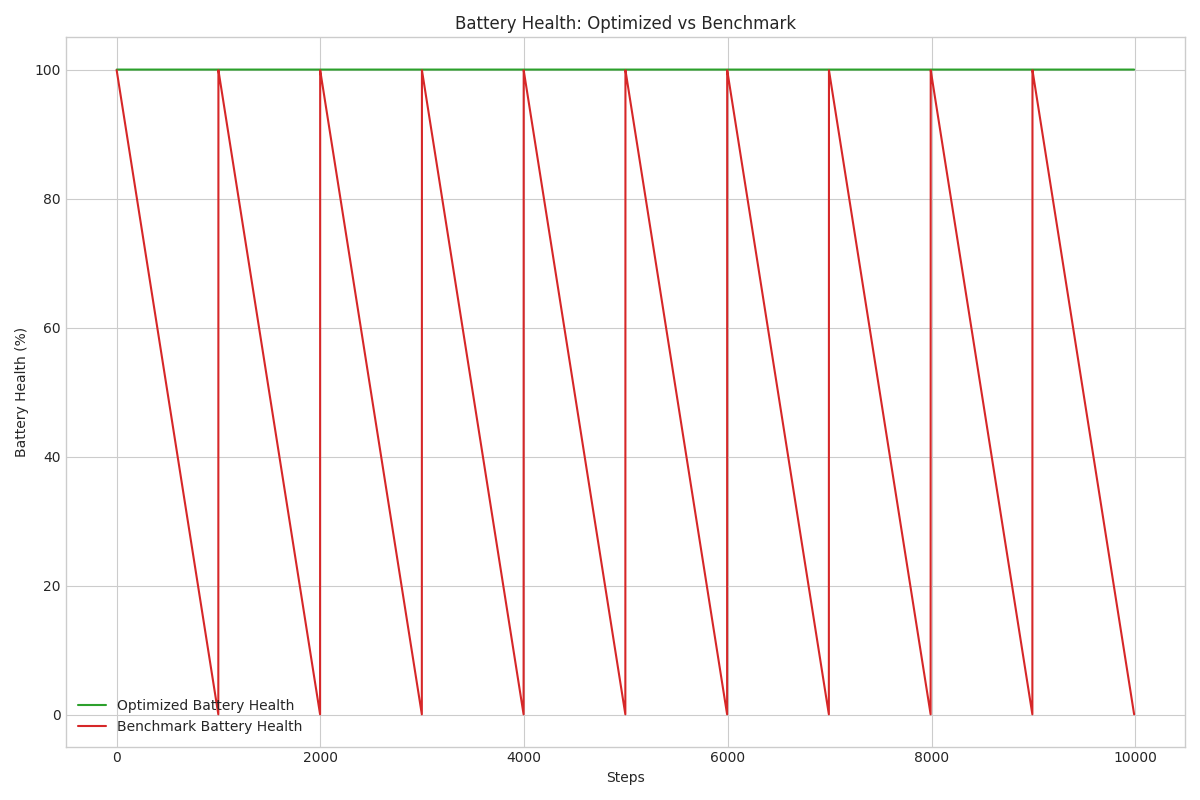 Battery Health: Optimized vs Benchmark
100
80
60
40
20
0
Battery Health (%)
Optimized Battery Health
Benchmark Battery Health
0 2000 4000 6000 8000 10000
Steps